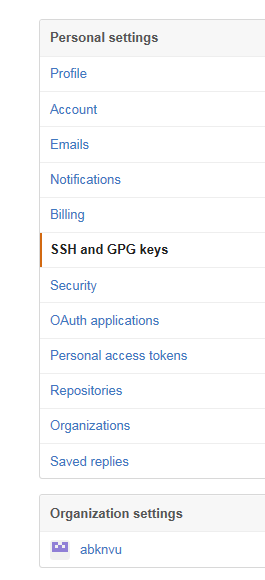 Personal settings
Profile
Account
Emails
Notifications
Billing
SSH and GPG keys
Security
OAuth applications
Personal access tokens
Repositories
Organizations
Saved replies
Organization settings
abknvu